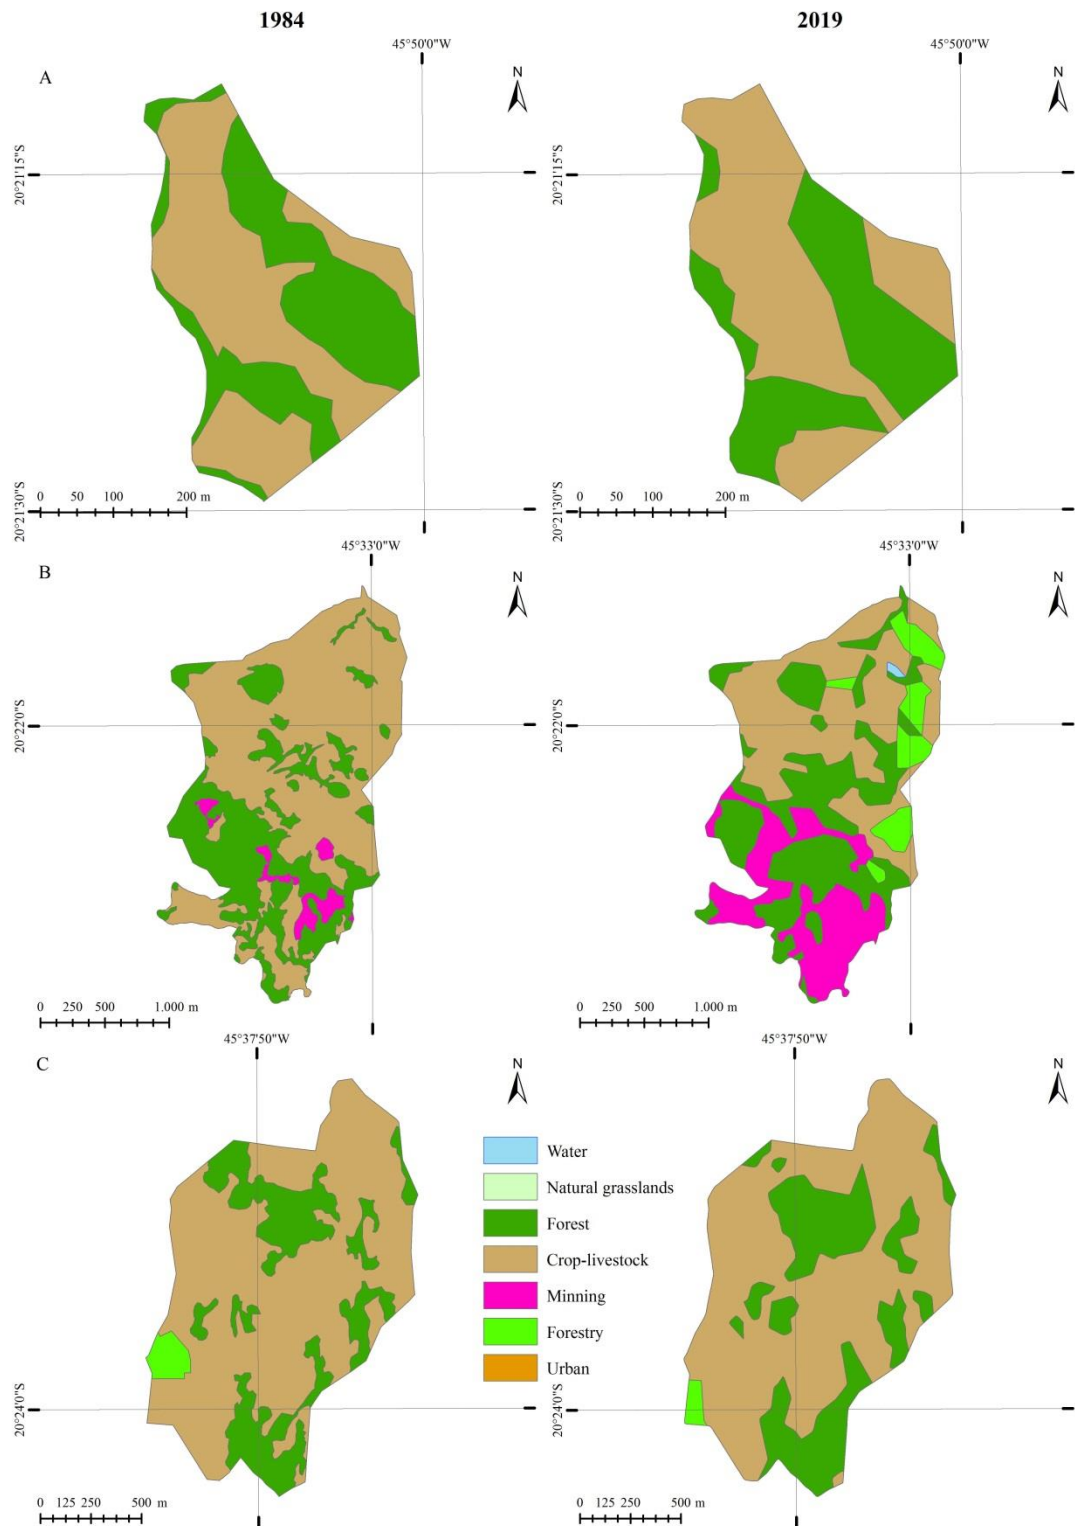 1984
2019
45°50'0"W
45°50'0"W
A
N
N
20°21'15"S
20°21'15"S
20°21'30"S
20°21'30"S
0 50 100 200 m
0 50 100 200 m
45°33'0"W
45°33'0"W
B
N
N
20°22'0"S
20°22'0"S
0 250 500 1.000 m
0 250 500 1.000 m
45°37'50"W
45°37'50"W
C
N
N
Water
Natural grasslands
Forest
Crop-livestock
Minning
Forestry
Urban
20°24'0"S
20°24'0"S
0 125 250 500 m
0 125 250 500 m